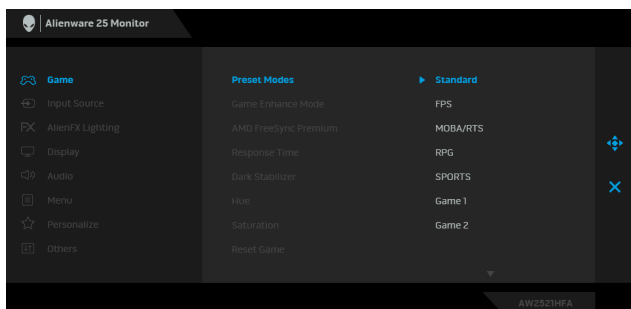 Alienware 25 Monitor
Game Preset Modes Standard
Input Source Game Enhance Mode FPS
FX AlienFX Lighting AMD FreeSync Premium MOBA/RTS
Display Response Time RPG
Audio Dark Stabilizer SPORTS
Menu Hue Game 1
Personalize Saturation Game 2
Others Reset Game
AW2521HFA